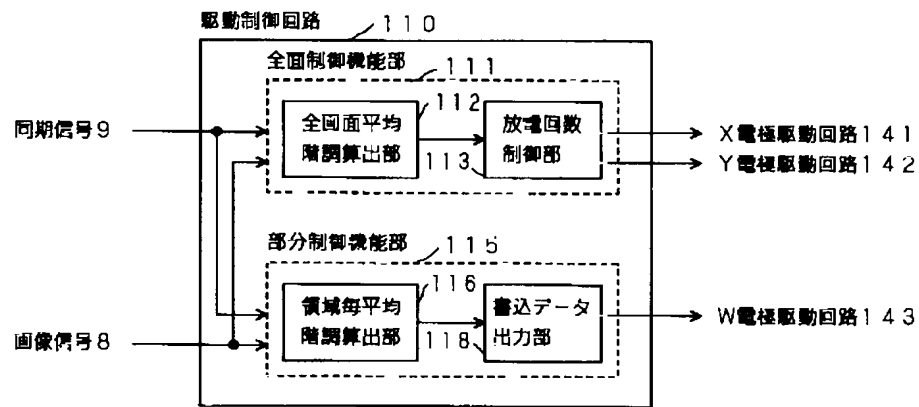 駆動制御回路 110
全面制御機能部 111
全画面平均
階調算出部
112
放電回数
制御部
113
同期信号9
X電極駆動回路141
Y電極駆動回路142
部分制御機能部 115
領域毎平均
階調算出部
116
書込データ
出力部
118
画像信号8
W電極駆動回路143